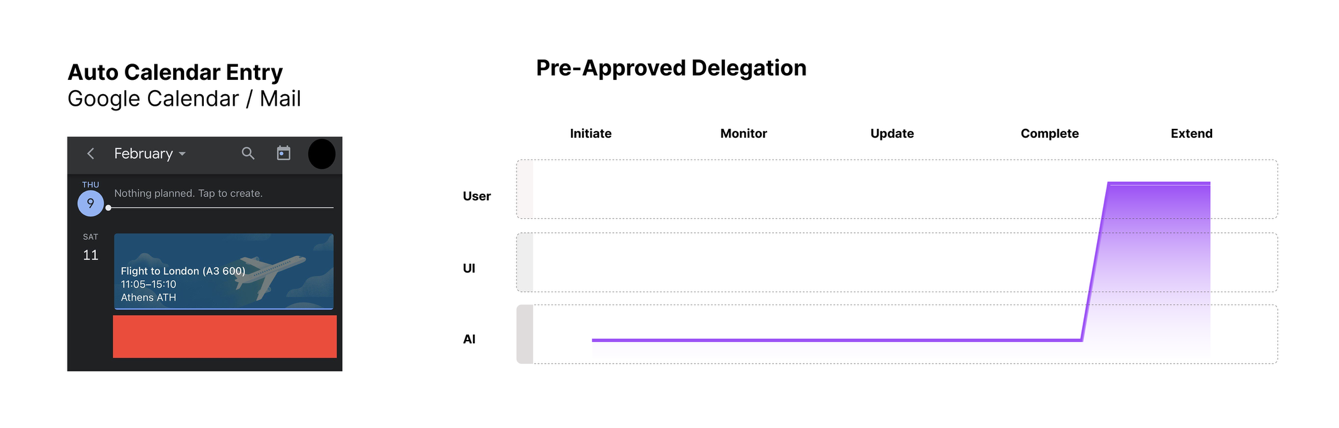 Auto Calendar Entry
Google Calendar / Mail
February
THU
9
Nothing planned. Tap to create.
SAT
11
Flight to London (A3 600)
11:05–15:10
Athens ATH
Pre-Approved Delegation
Initiate Monitor Update Complete Extend
User
UI
AI